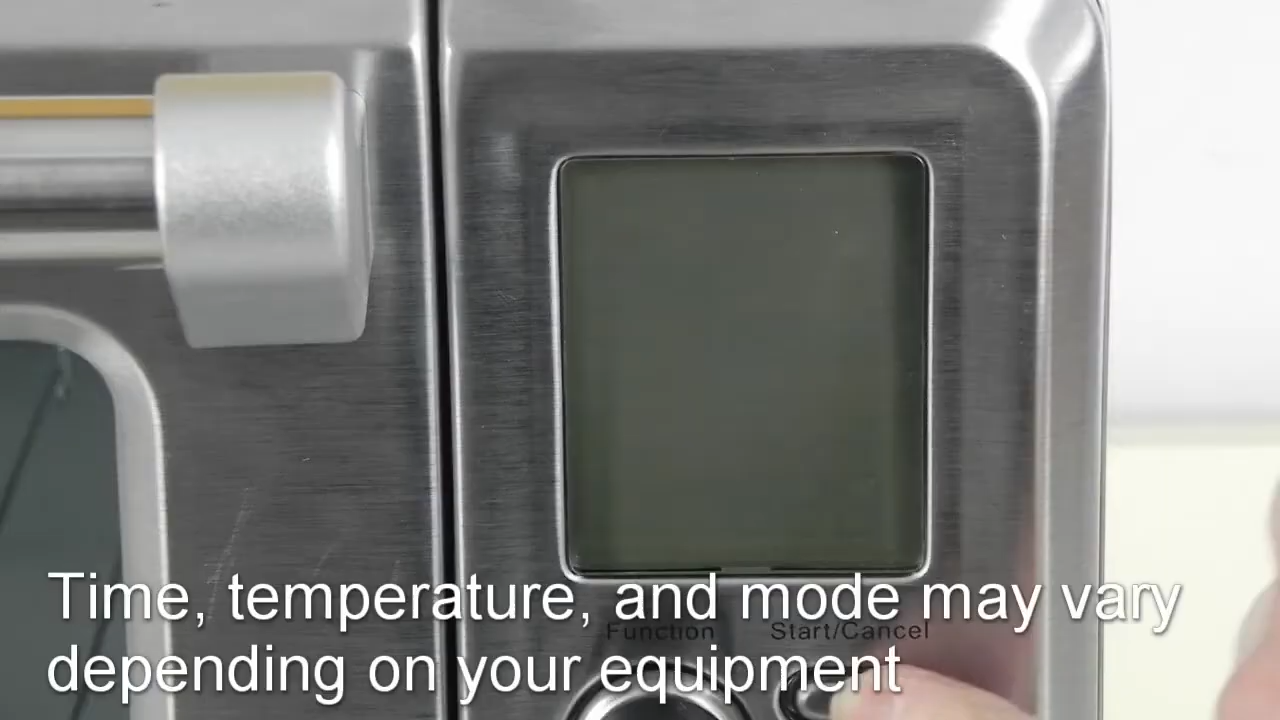 Function Start/Cancel
Time, temperature, and mode may vary
depending on your equipment